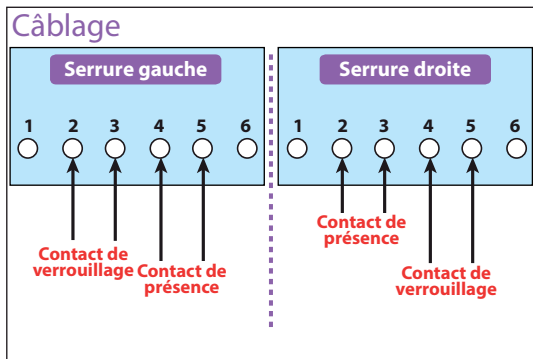 Câblage
Serrure gauche
1 2 3 4 5 6
Contact de
verrouillage
Contact de
présence
Serrure droite
1 2 3 4 5 6
Contact de
présence
Contact de
verrouillage